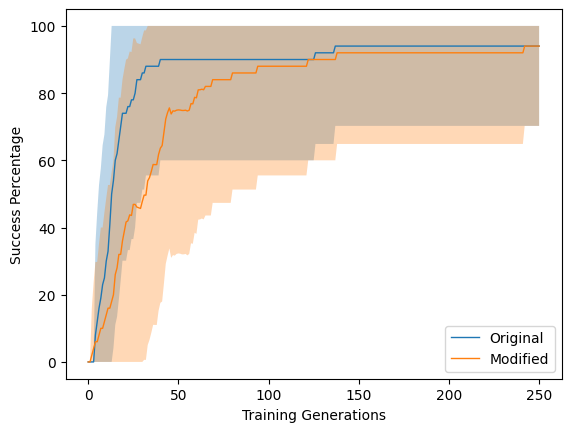 100
80
60
40
20
0
Success Percentage
0 50 100 150 200 250
Training Generations
Original
Modified